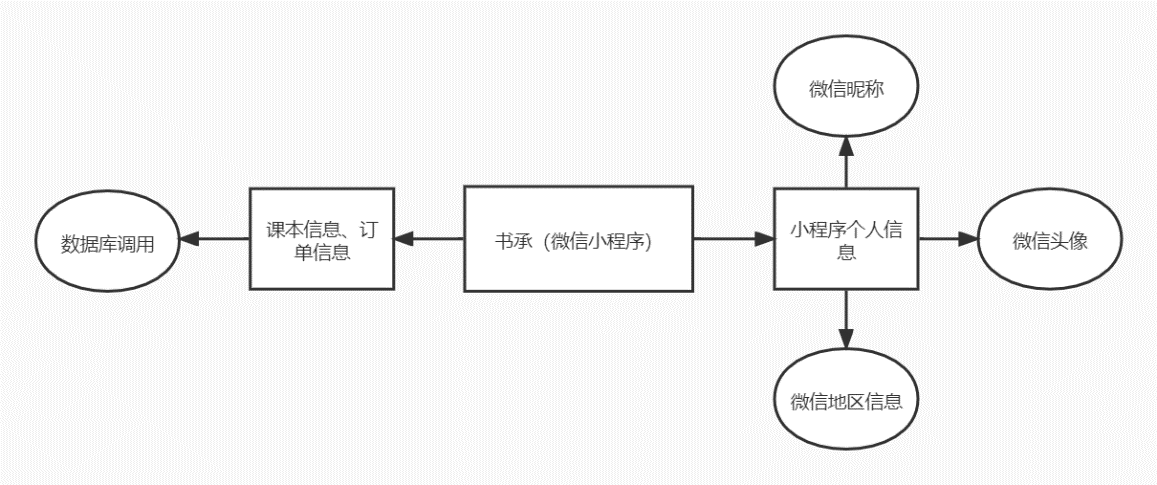 微信昵称
数据库调用
课本信息、订
单信息
书承（微信小程序）
小程序个人信
息
微信头像
微信地区信息